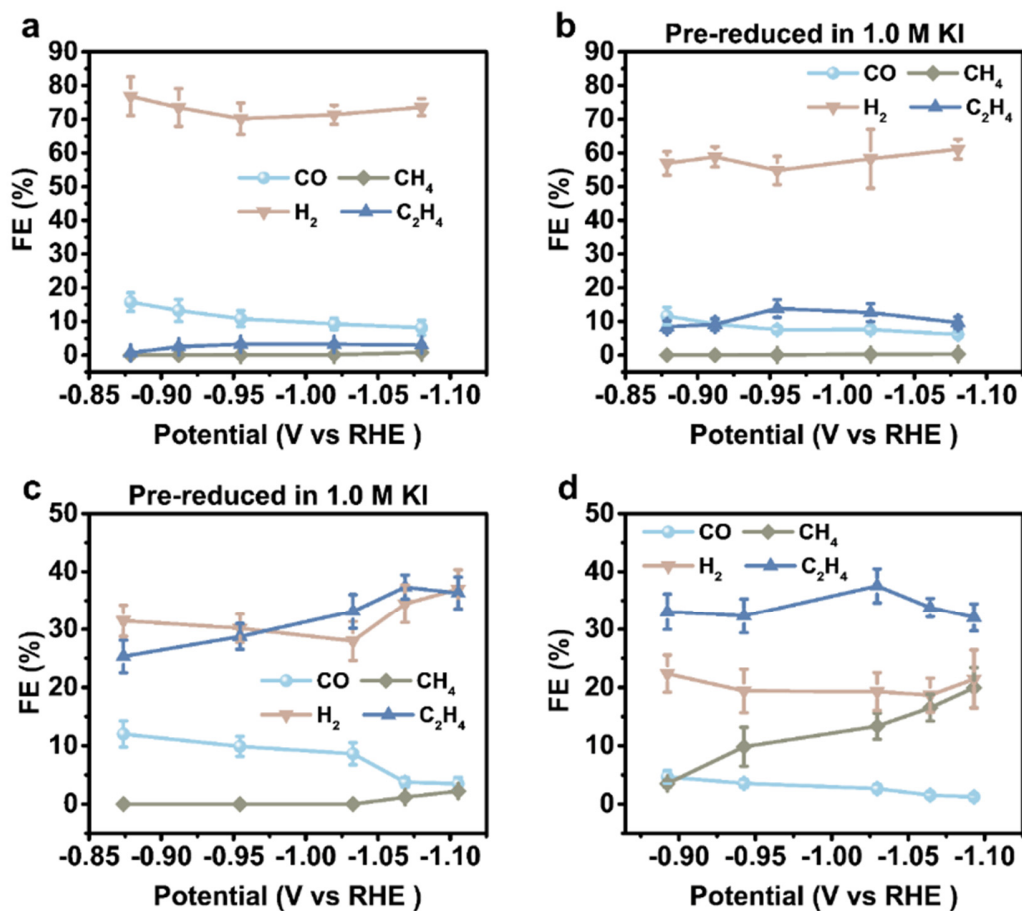 a
90
80
70
60
50
40
30
20
10
0
FE (%)
CO CH₄
H₂ C₂H₄
-0.85 -0.90 -0.95 -1.00 -1.05 -1.10
Potential (V vs RHE )
b
Pre-reduced in 1.0 M KI
90
80
70
60
50
40
30
20
10
0
FE (%)
CO CH₄
H₂ C₂H₄
-0.85 -0.90 -0.95 -1.00 -1.05 -1.10
Potential (V vs RHE )
c
Pre-reduced in 1.0 M KI
50
40
30
20
10
0
FE (%)
CO CH₄
H₂ C₂H₄
-0.85 -0.90 -0.95 -1.00 -1.05 -1.10
Potential (V vs RHE )
d
50
40
30
20
10
0
FE (%)
CO CH₄
H₂ C₂H₄
-0.90 -0.95 -1.00 -1.05 -1.10
Potential (V vs RHE )